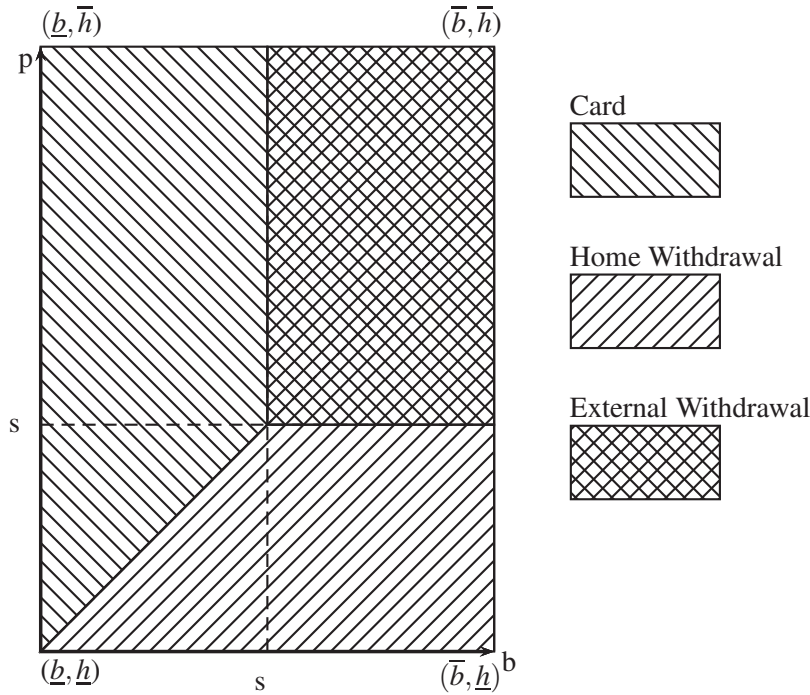 (b̲, h̅)
(b̅, h̅)
p
Card
Home Withdrawal
External Withdrawal
s
(b̲, h̲)
s
(b̅, h̲)
b